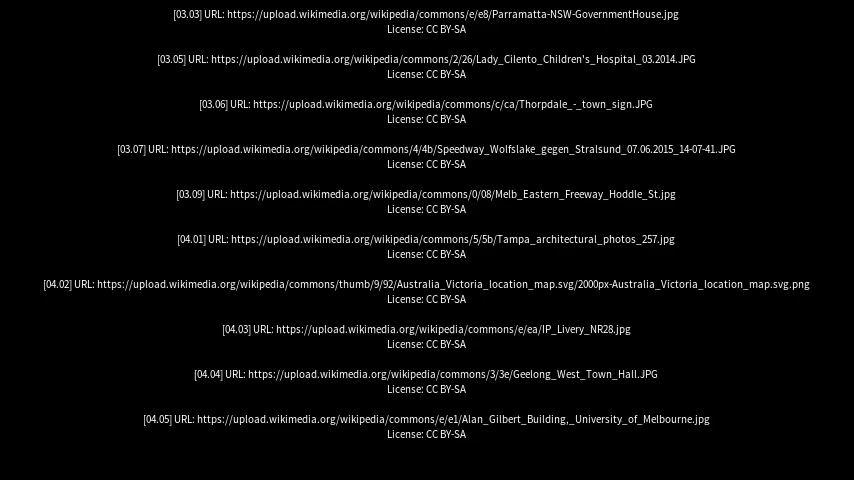 [03.03] URL: https://upload.wikimedia.org/wikipedia/commons/e/e8/Parramatta-NSW-GovernmentHouse.jpg
License: CC BY-SA
[03.05] URL: https://upload.wikimedia.org/wikipedia/commons/2/26/Lady_Cilento_Children's_Hospital_03.2014.JPG
License: CC BY-SA
[03.06] URL: https://upload.wikimedia.org/wikipedia/commons/c/ca/Thorpdale_-_town_sign.JPG
License: CC BY-SA
[03.07] URL: https://upload.wikimedia.org/wikipedia/commons/4/4b/Speedway_Wolfslake_gegen_Stralsund_07.06.2015_14-07-41.JPG
License: CC BY-SA
[03.09] URL: https://upload.wikimedia.org/wikipedia/commons/0/08/Melb_Eastern_Freeway_Hoddle_St.jpg
License: CC BY-SA
[04.01] URL: https://upload.wikimedia.org/wikipedia/commons/5/5b/Tampa_architectural_photos_257.jpg
License: CC BY-SA
[04.02] URL: https://upload.wikimedia.org/wikipedia/commons/thumb/9/92/Australia_Victoria_location_map.svg/2000px-Australia_Victoria_location_map.svg.png
License: CC BY-SA
[04.03] URL: https://upload.wikimedia.org/wikipedia/commons/e/ea/IP_Livery_NR28.jpg
License: CC BY-SA
[04.04] URL: https://upload.wikimedia.org/wikipedia/commons/3/3e/Geelong_West_Town_Hall.JPG
License: CC BY-SA
[04.05] URL: https://upload.wikimedia.org/wikipedia/commons/e/e1/Alan_Gilbert_Building,_University_of_Melbourne.jpg
License: CC BY-SA